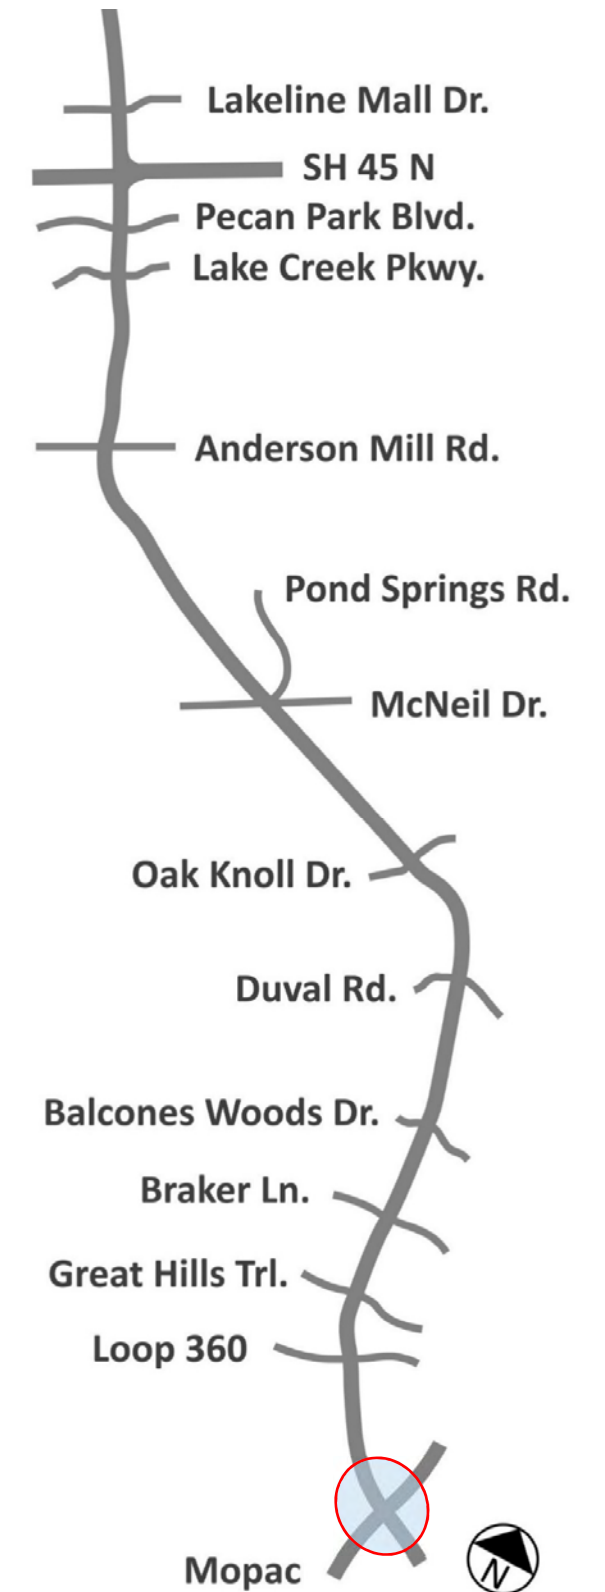 Lakeline Mall Dr.
SH 45 N
Pecan Park Blvd.
Lake Creek Pkwy.
Anderson Mill Rd.
Pond Springs Rd.
McNeil Dr.
Oak Knoll Dr.
Duval Rd.
Balcones Woods Dr.
Braker Ln.
Great Hills Trl.
Loop 360
Mopac
N